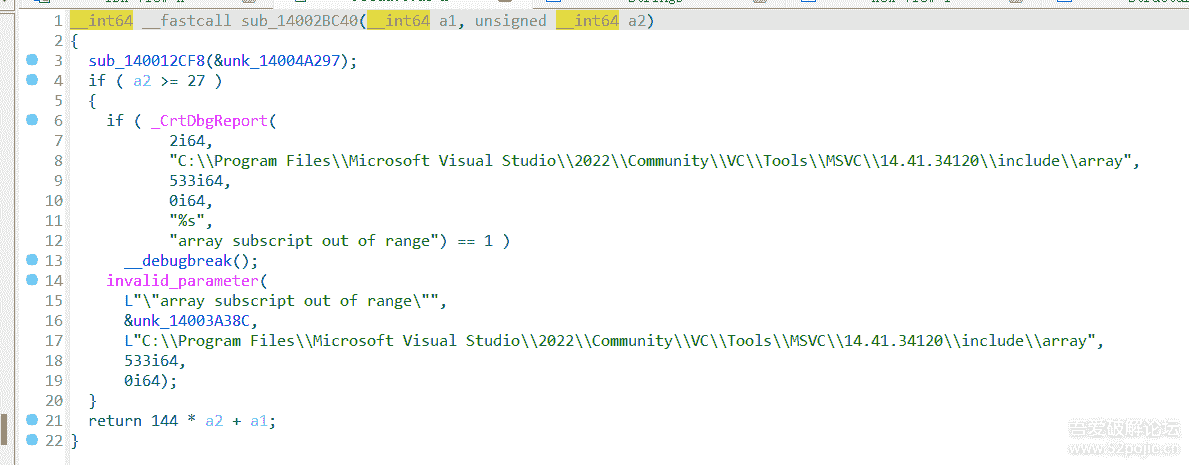 1 __int64 __fastcall sub_14002BC40(__int64 a1, unsigned __int64 a2)
2 {
3 sub_140012CF8(&unk_14004A297);
4 if ( a2 >= 27 )
5 {
6 if ( _CrtDbgReport(
7 2i64,
8 "C:\\Program Files\\Microsoft Visual Studio\\2022\\Community\\VC\\Tools\\MSVC\\14.41.34120\\include\\array",
9 533i64,
10 0i64,
11 "%s",
12 "array subscript out of range") == 1 )
13 __debugbreak();
14 invalid_parameter(
15 L"\"array subscript out of range\"",
16 &unk_14003A38C,
17 L"C:\\Program Files\\Microsoft Visual Studio\\2022\\Community\\VC\\Tools\\MSVC\\14.41.34120\\include\\array",
18 533i64,
19 0i64);
20 }
21 return 144 * a2 + a1;
22 }
吾爱破解论坛
www.52pojie.cn